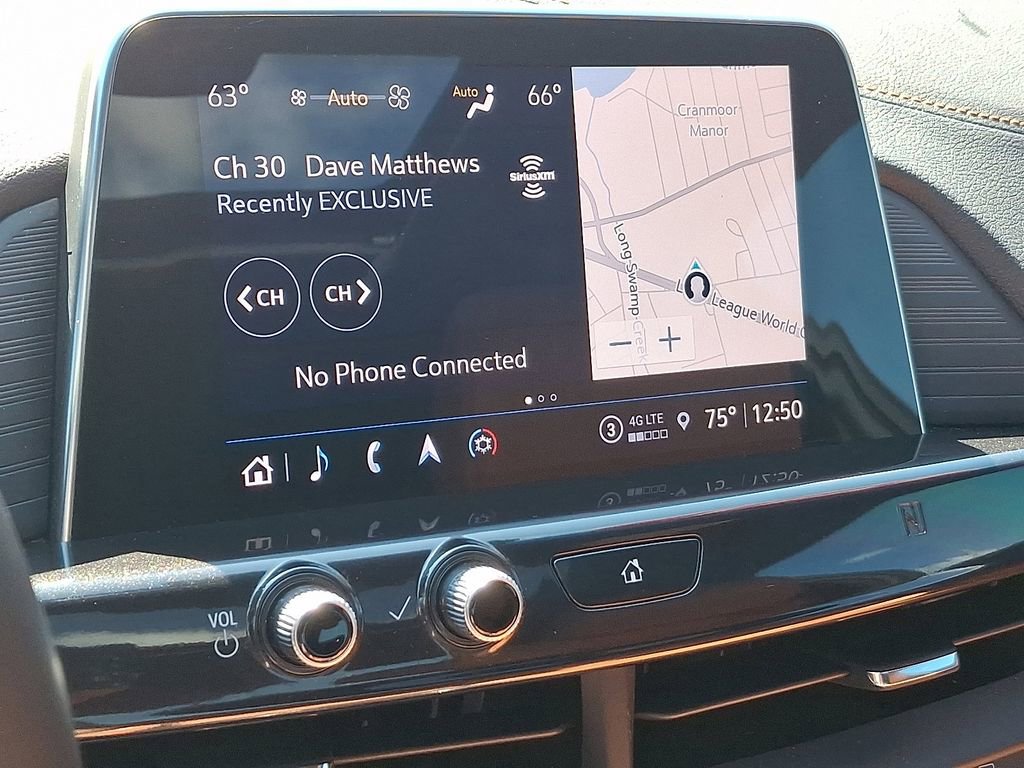 63° Auto Auto 66°
Ch 30 Dave Matthews
Recently EXCLUSIVE
SiriusXM
CH CH
No Phone Connected
Cranmoor
Manor
Long Swamp Creek
League World
− +
3 4G LTE 75° 12:50
VOL
N